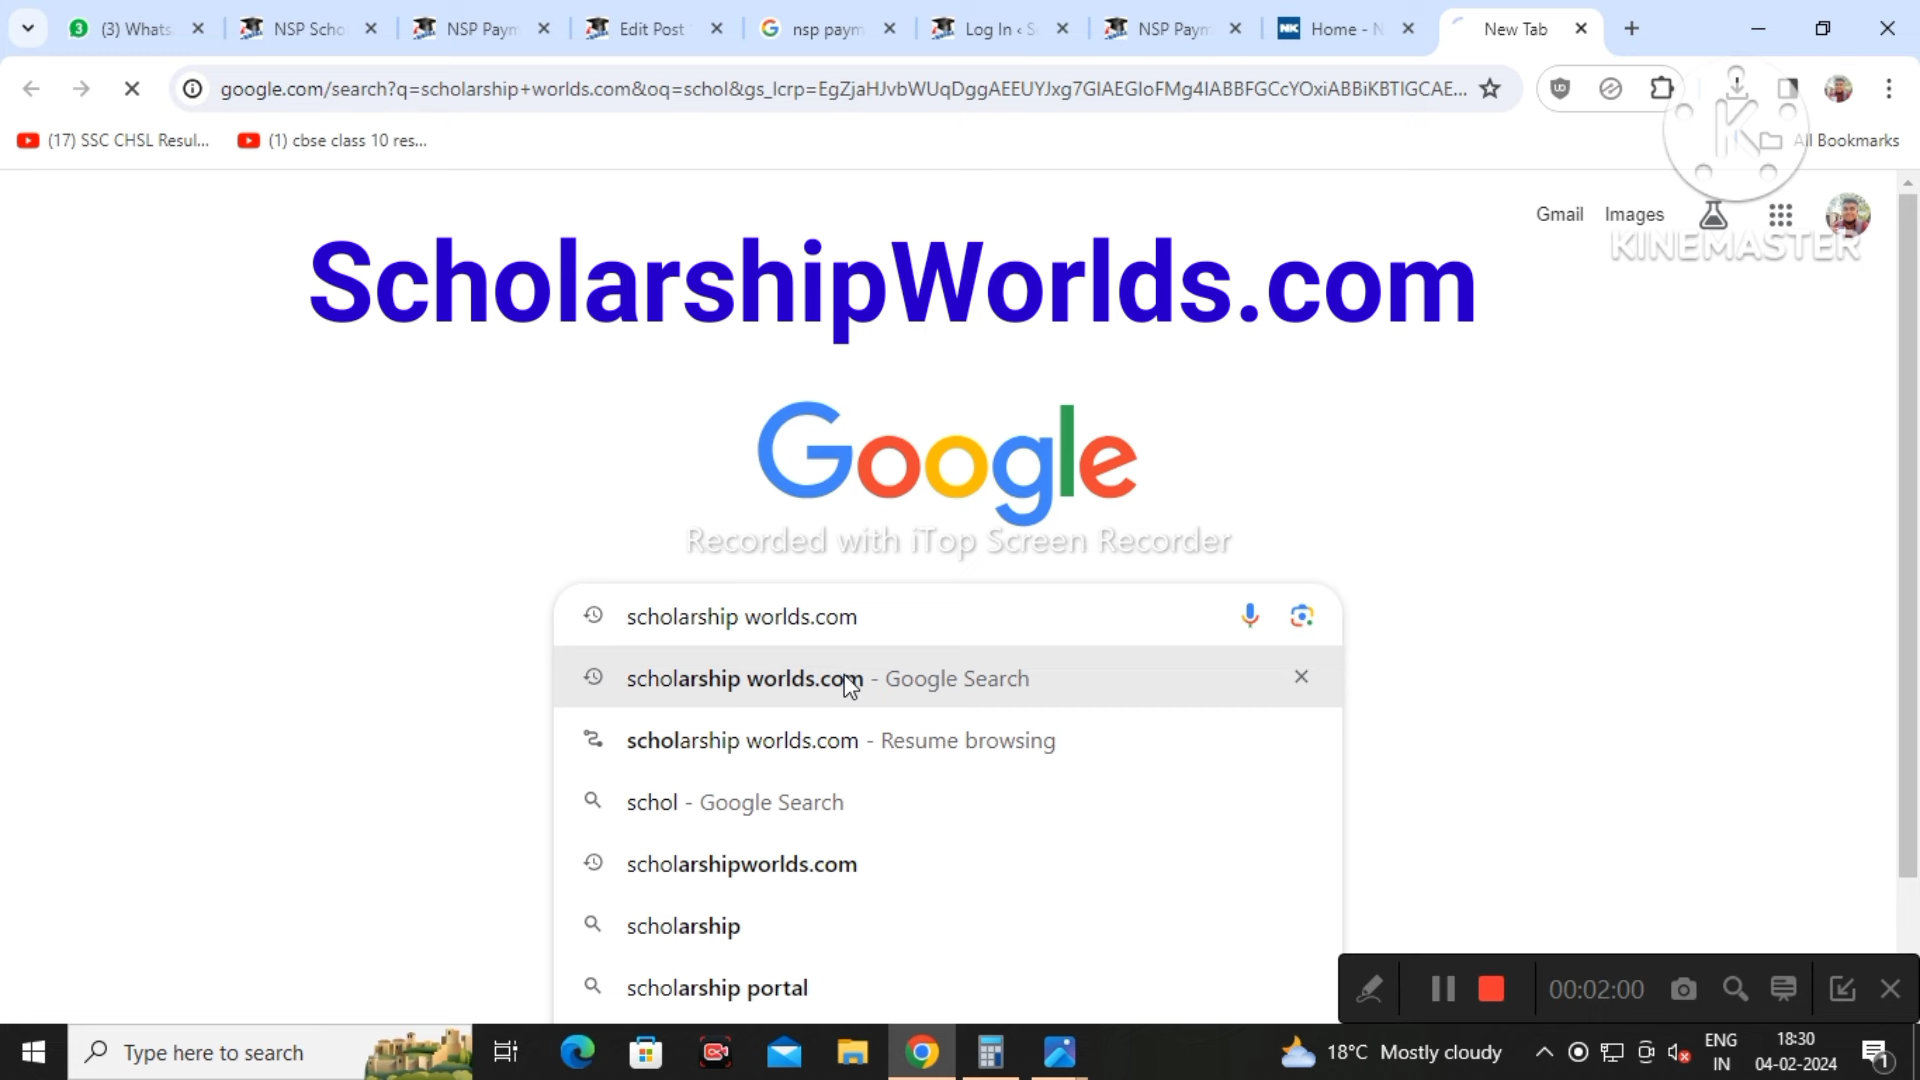 (3) Whats
NSP Scho
NSP Paym
Edit Post
nsp paym
Log In ‹ S
NSP Paym
NK
Home - N
New Tab
google.com/search?q=scholarship+worlds.com&oq=schol&gs_lcrp=EgZjaHJvbWUqDggAEEUYJxg7GIAEGIoFMg4IABBFGCcYOxiABBiKBTIGCAE...
(17) SSC CHSL Resul...
(1) cbse class 10 res...
All Bookmarks
K
Gmail
Images
KINEMASTER
ScholarshipWorlds.com
Google
Recorded with iTop Screen Recorder
scholarship worlds.com
scholarship worlds.com - Google Search
scholarship worlds.com - Resume browsing
schol - Google Search
scholarshipworlds.com
scholarship
scholarship portal
00:02:00
Type here to search
18°C Mostly cloudy
ENG
IN
18:30
04-02-2024
1